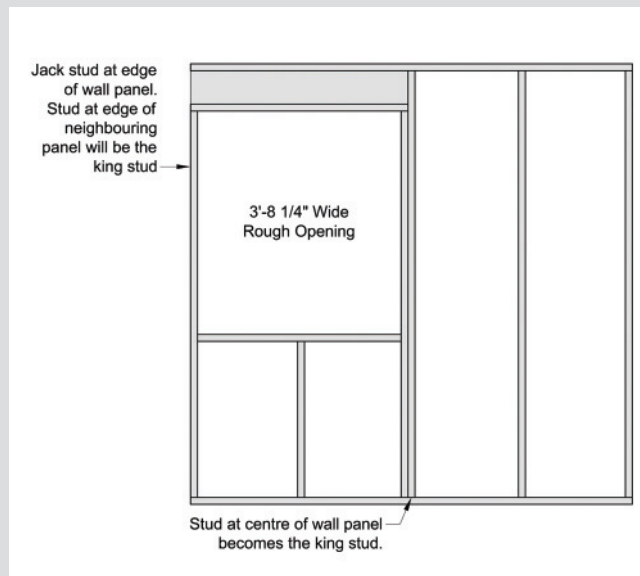 Jack stud at edge
of wall panel.
Stud at edge of
neighbouring
panel will be the
king stud
3'-8 1/4" Wide
Rough Opening
Stud at centre of wall panel
becomes the king stud.